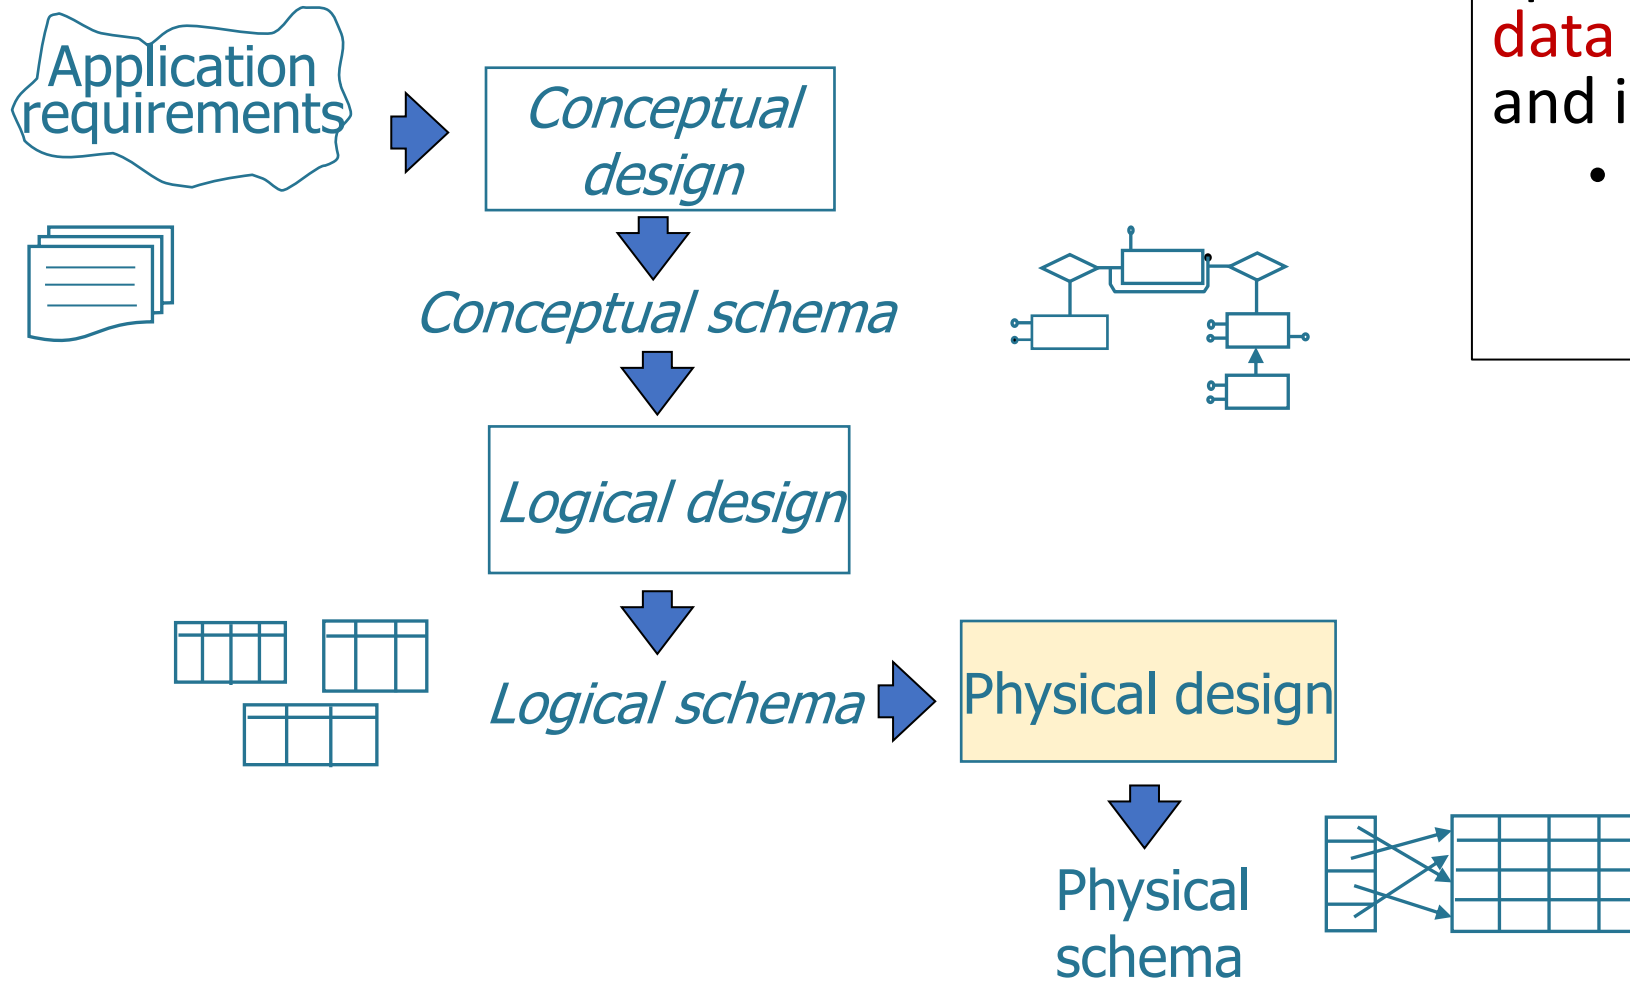 Application
requirements
Conceptual
design
Conceptual schema
Logical design
Logical schema
Physical design
Physical
schema
data
and i
•